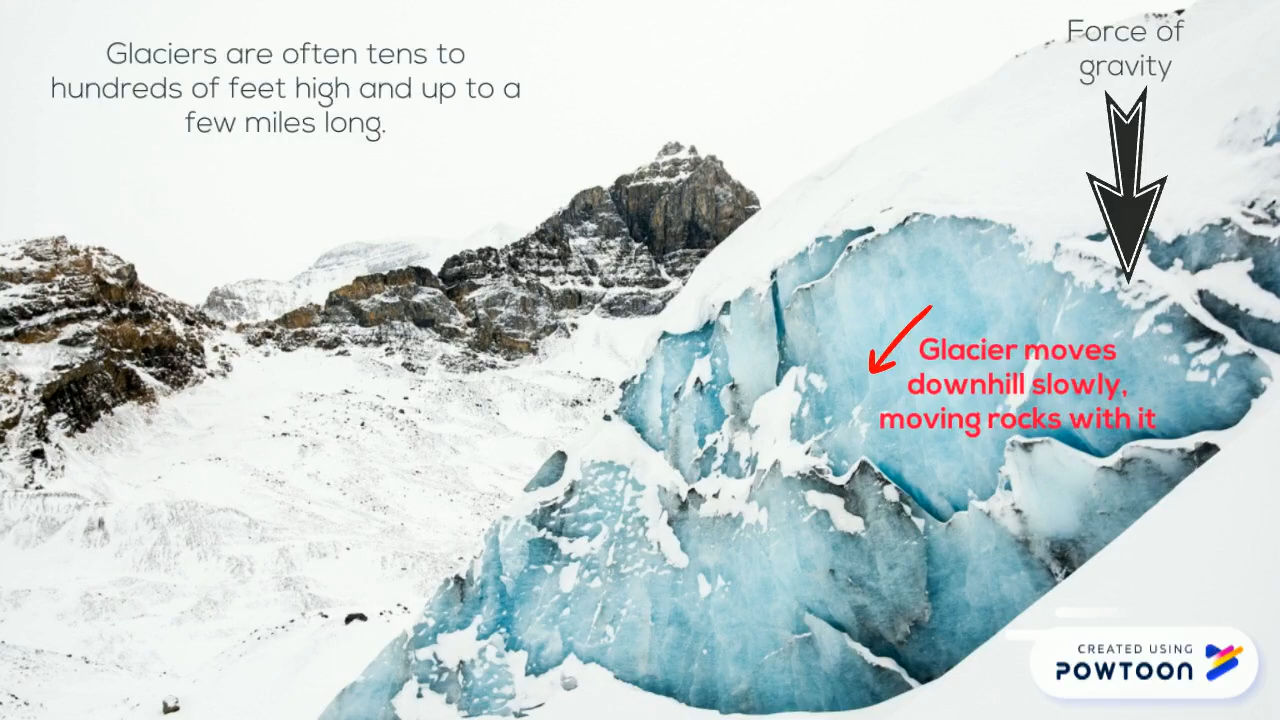 Glaciers are often tens to
hundreds of feet high and up to a
few miles long.
Force of
gravity
Glacier moves
downhill slowly,
moving rocks with it
CREATED USING
POWTOON